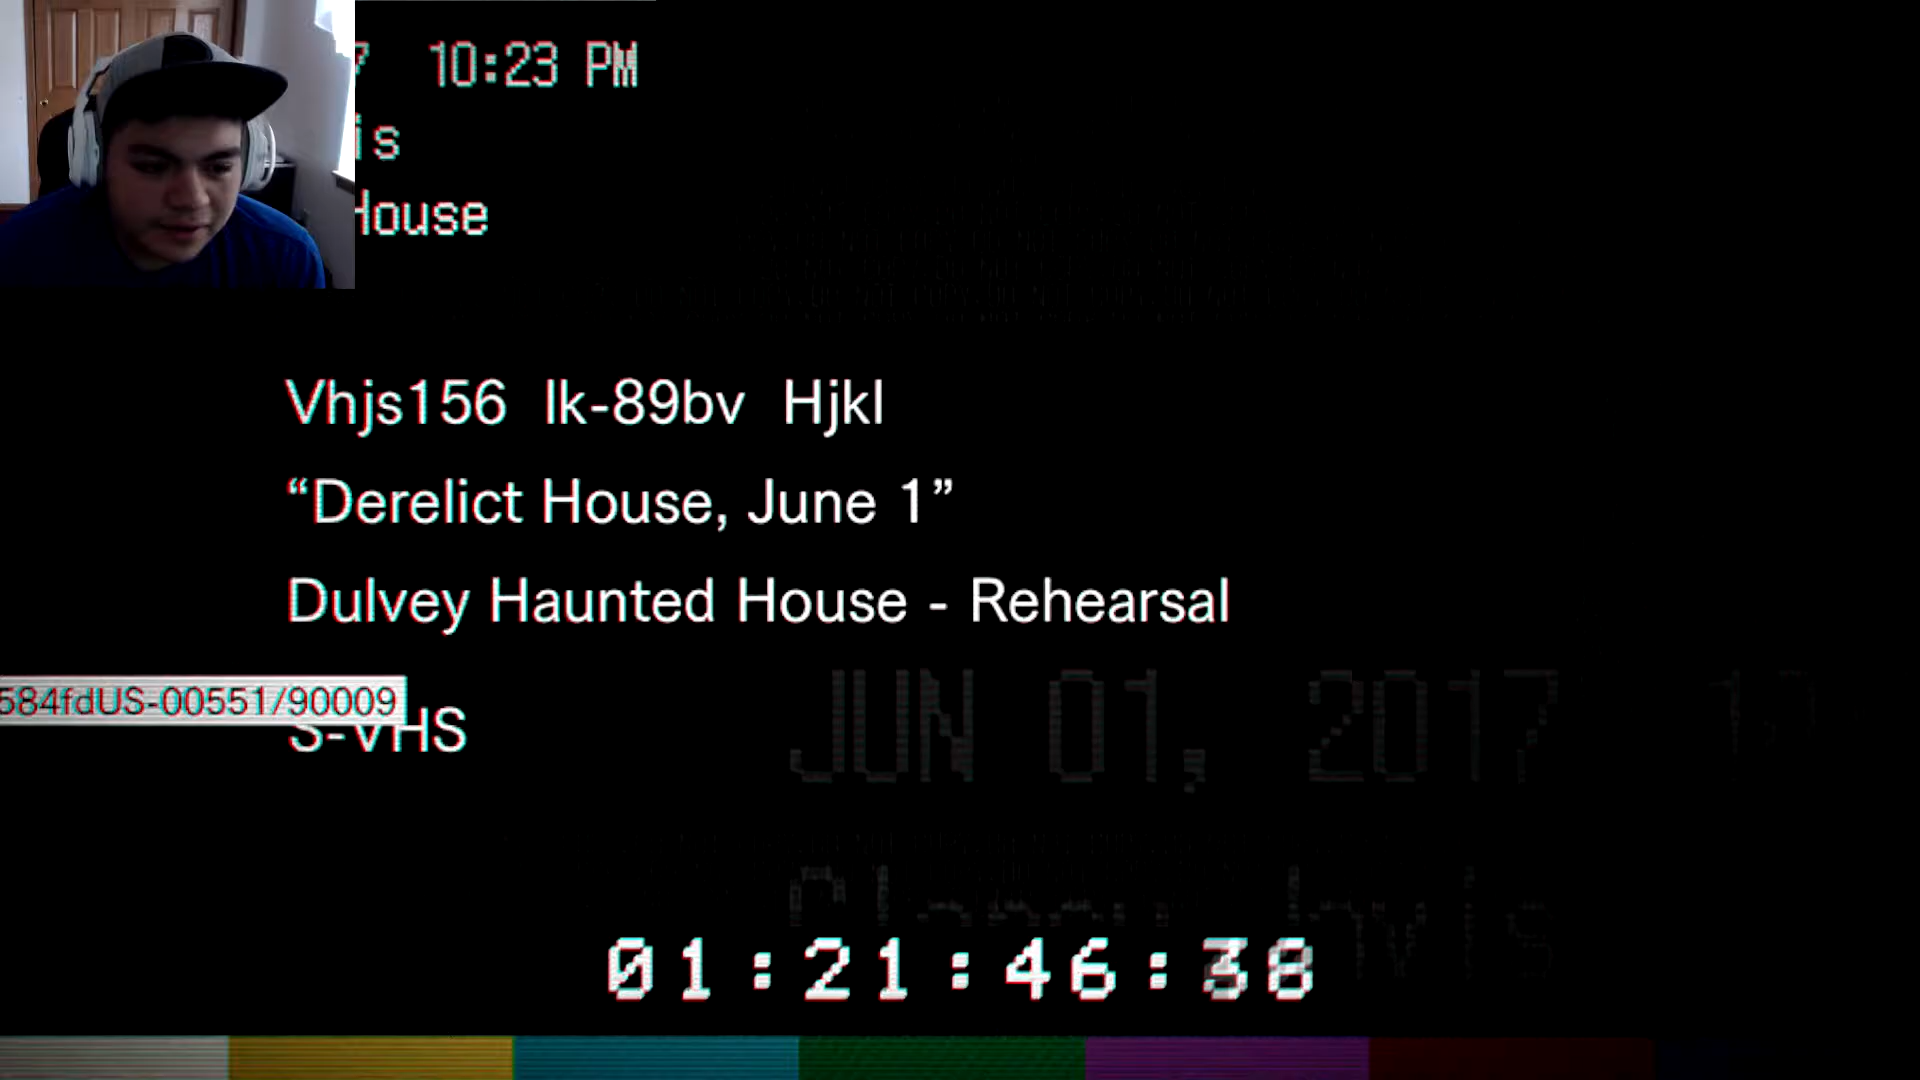 7 10:23 PM
is
House
Vhjs156 lk-89bv Hjkl
“Derelict House, June 1”
Dulvey Haunted House - Rehearsal
584fdUS-00551/90009
S-VHS
JUN 01, 2017
01:21:46:38